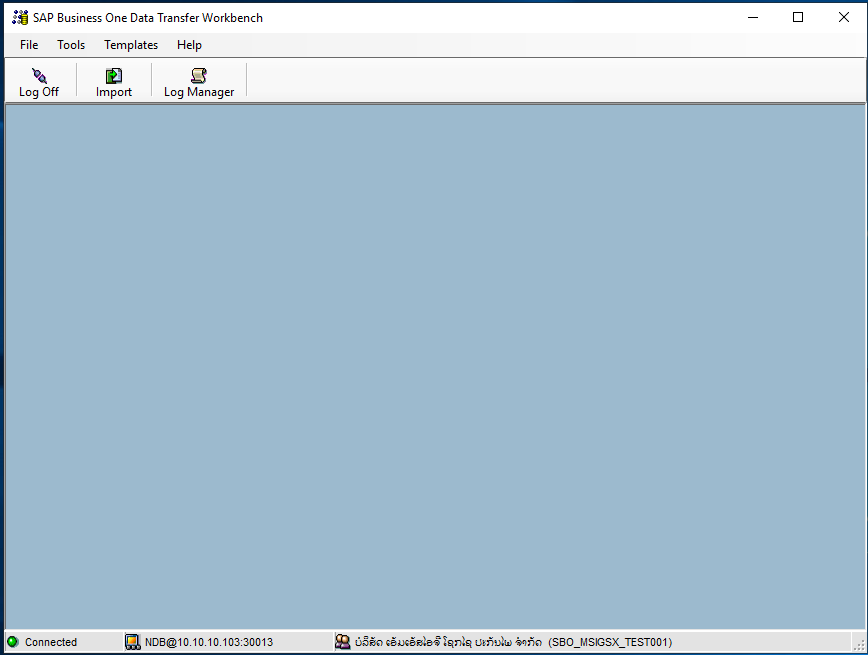 SAP Business One Data Transfer Workbench
File Tools Templates Help
Log Off Import Log Manager
Connected NDB@10.10.10.103:30013 ບໍລິສັດ ເອັມເອັສໄອຈີ ໂຊກໄຊ ປະກັນໄພ ຈໍາກັດ (SBO_MSIGSX_TEST001)